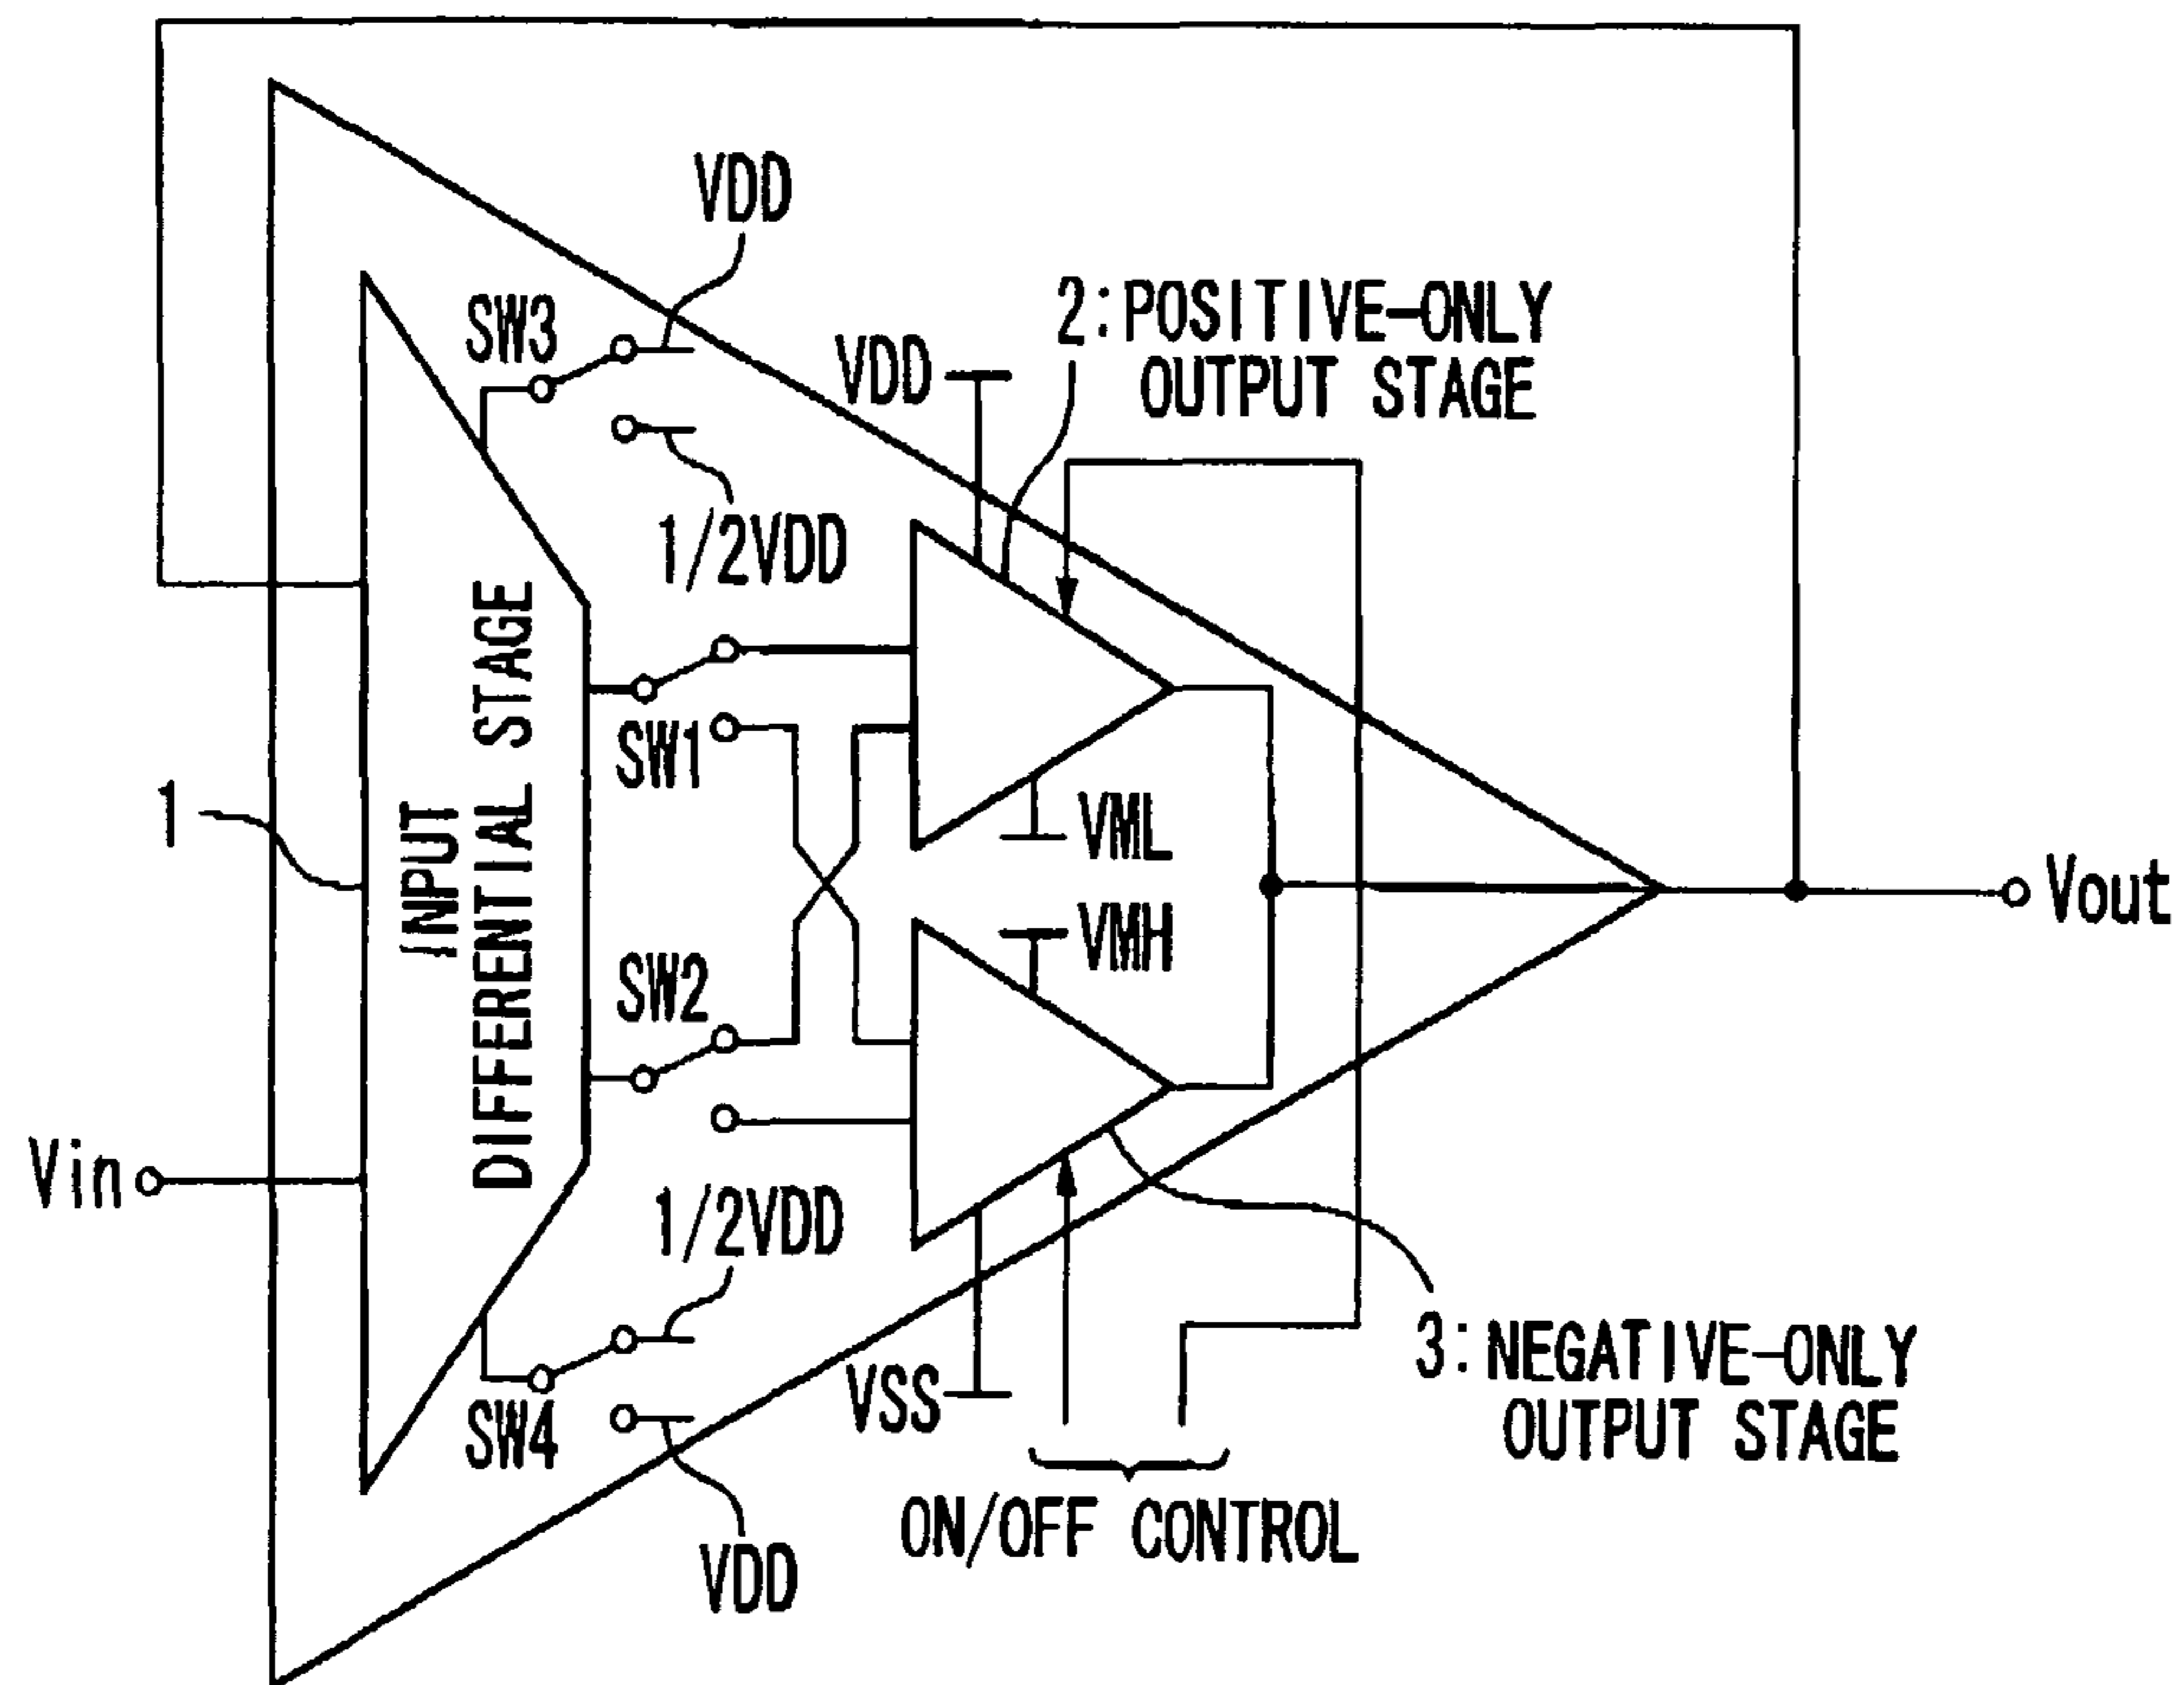 VDD
SW3
2:POSITIVE-ONLY
OUTPUT STAGE
VDD
1/2VDD
INPUT
DIFFERENTIAL STAGE
SW1
1
VML
Vout
VMH
SW2
Vin
1/2VDD
3:NEGATIVE-ONLY
OUTPUT STAGE
VSS
SW4
ON/OFF CONTROL
VDD